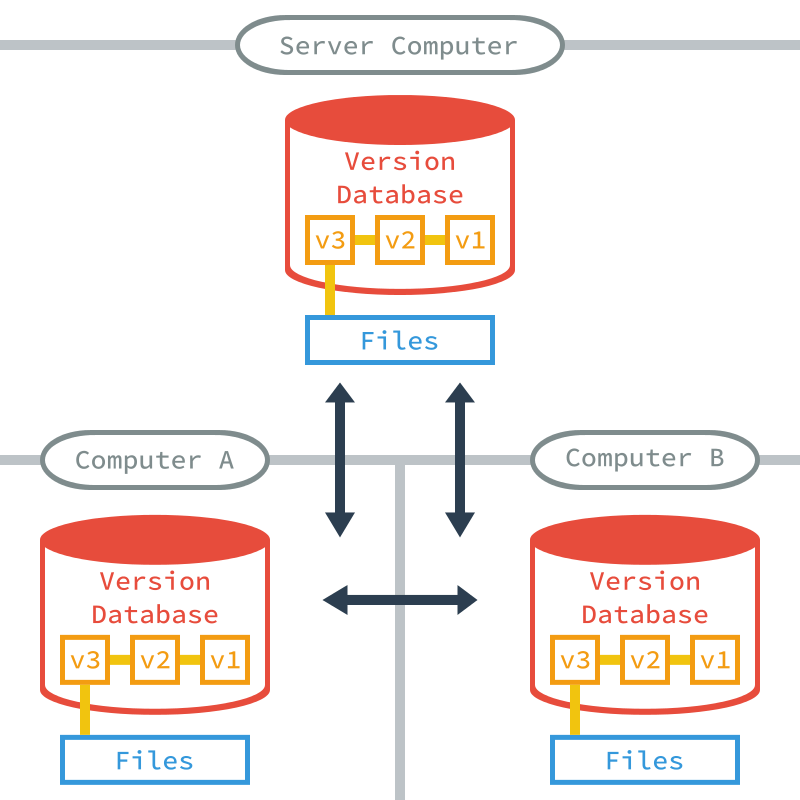 Server Computer
Version
Database
v3 v2 v1
Files
Computer A
Version
Database
v3 v2 v1
Files
Computer B
Version
Database
v3 v2 v1
Files